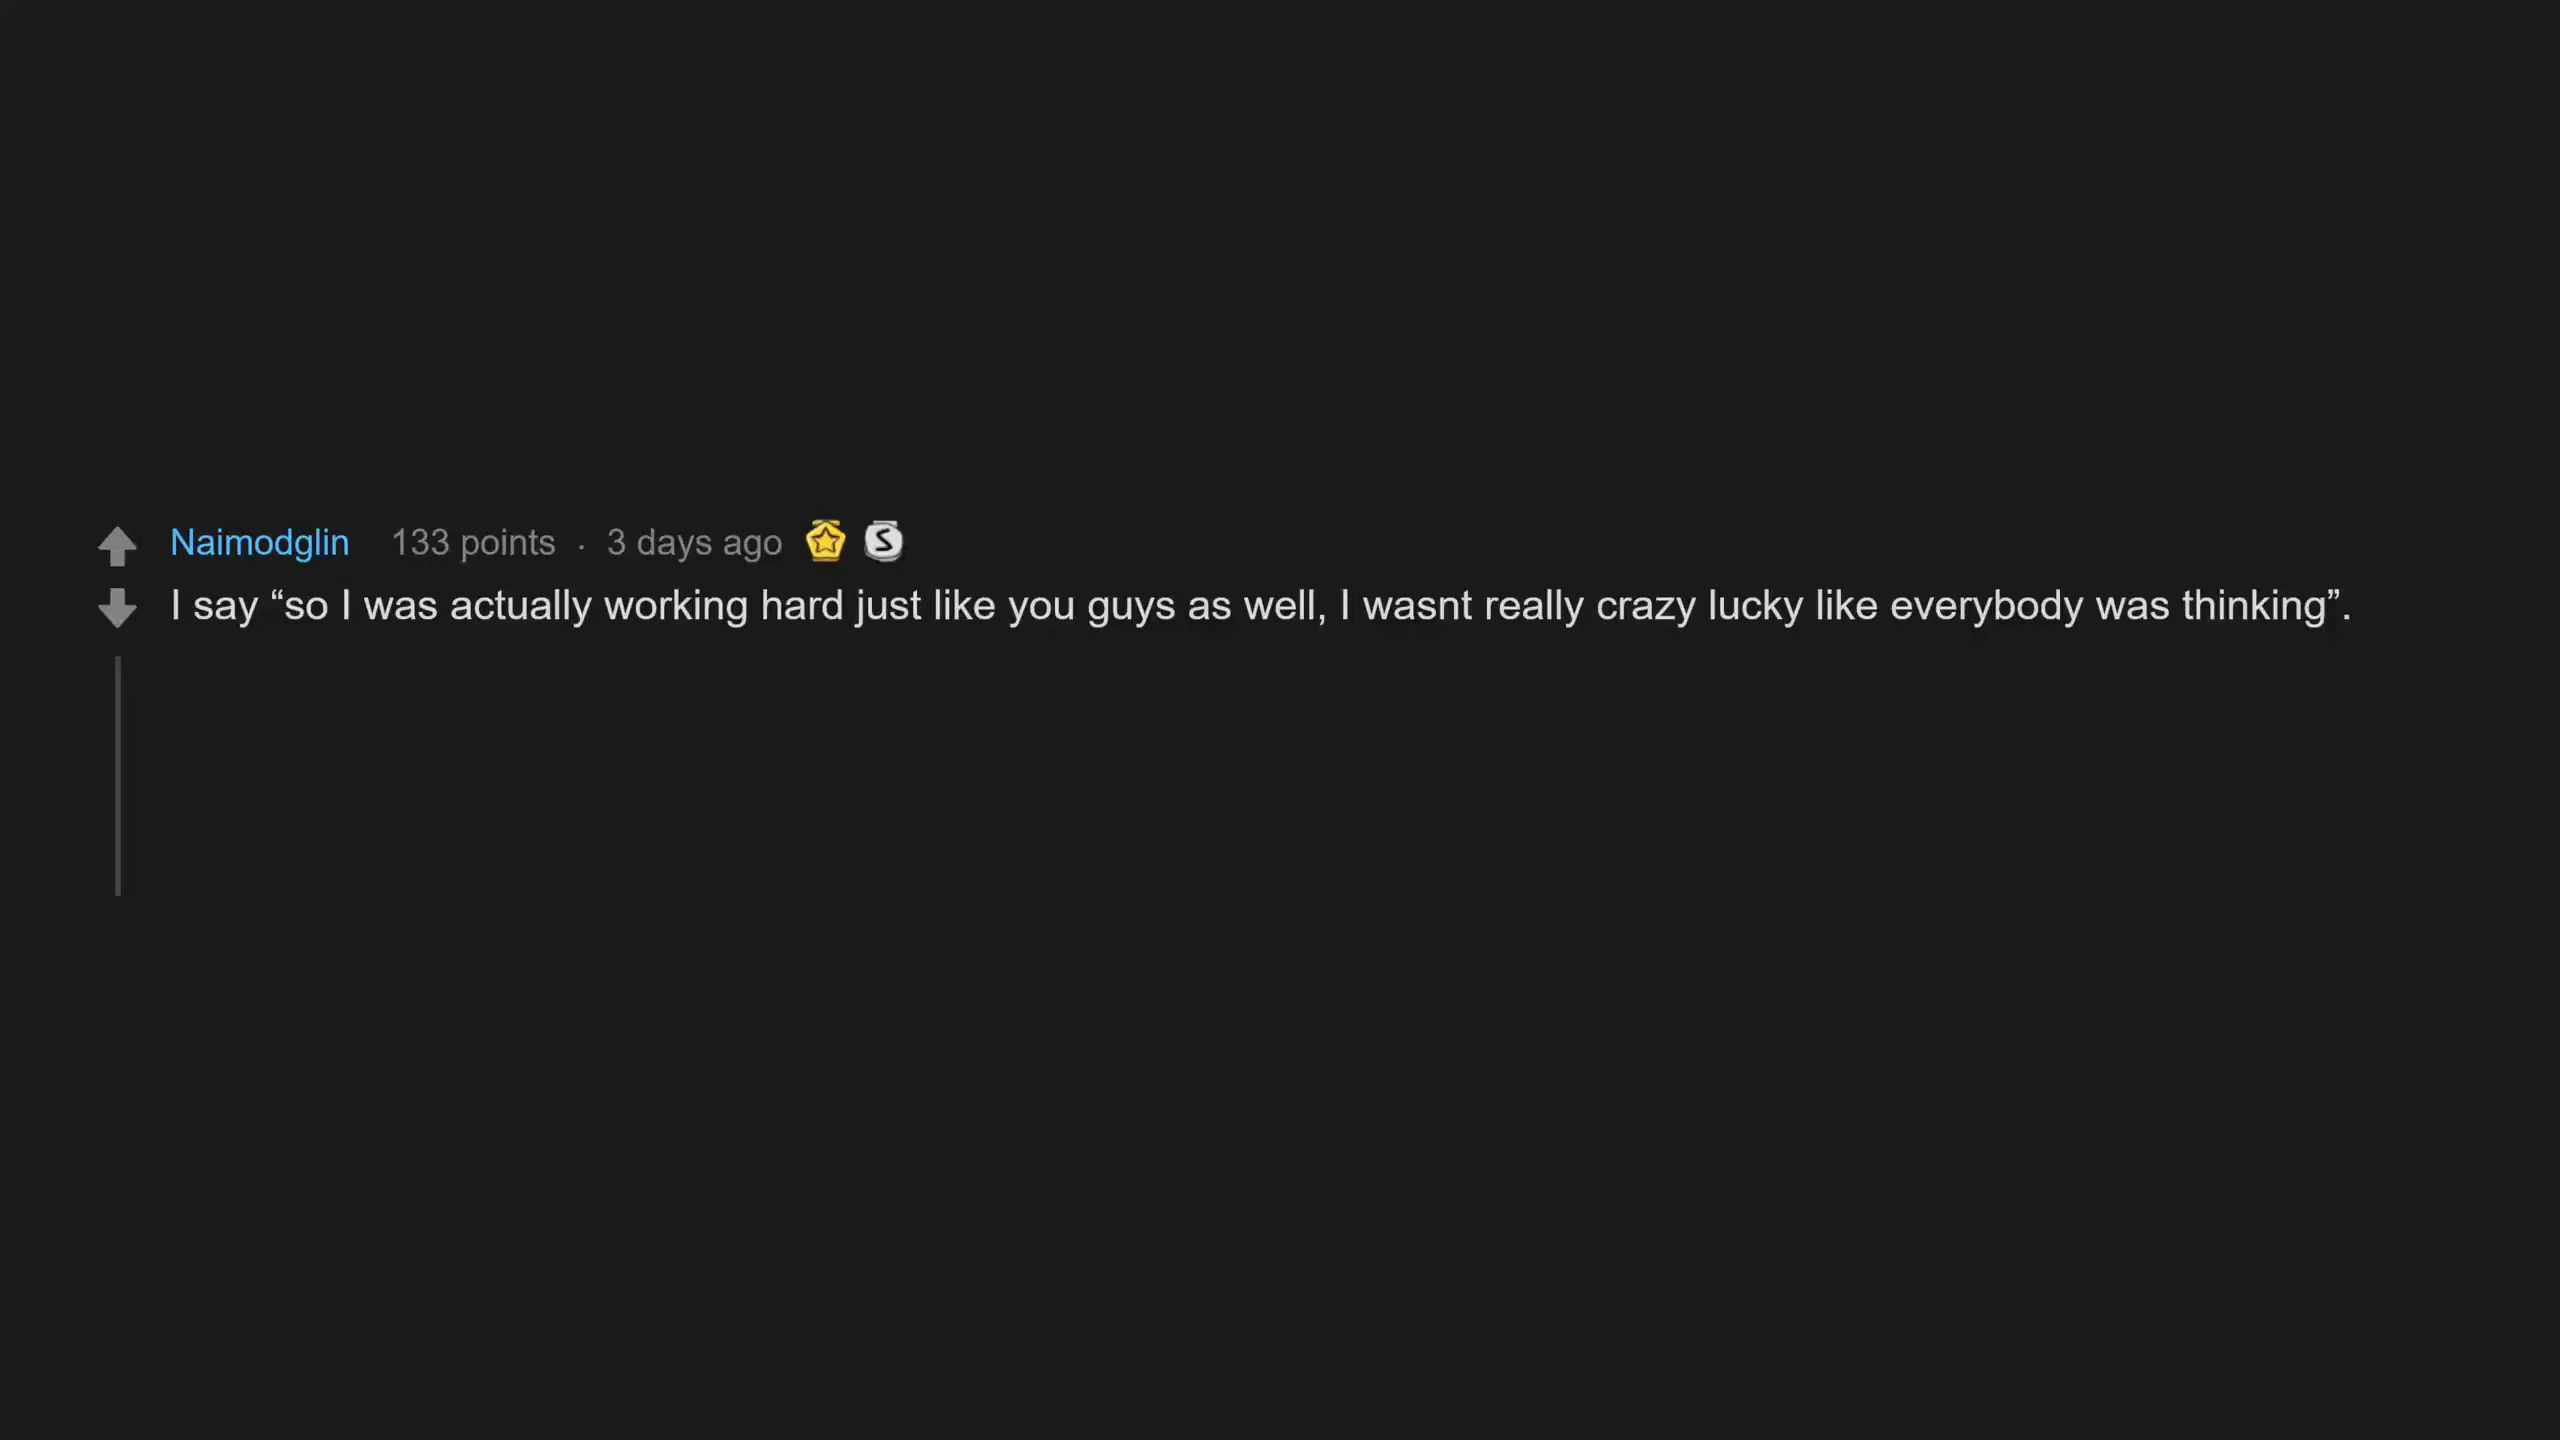 Naimodglin 133 points · 3 days ago S
I say “so I was actually working hard just like you guys as well, I wasnt really crazy lucky like everybody was thinking”.